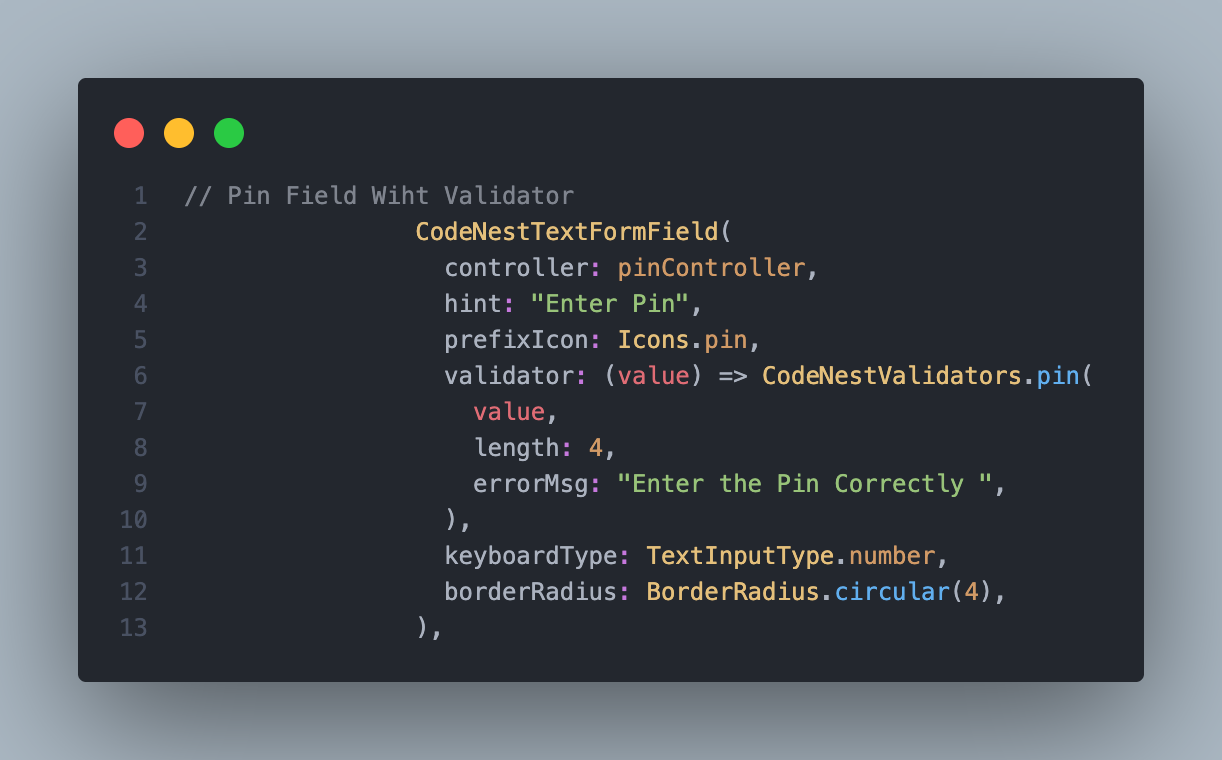 1 // Pin Field Wiht Validator
2 CodeNestTextFormField(
3 controller: pinController,
4 hint: "Enter Pin",
5 prefixIcon: Icons.pin,
6 validator: (value) => CodeNestValidators.pin(
7 value,
8 length: 4,
9 errorMsg: "Enter the Pin Correctly ",
10 ),
11 keyboardType: TextInputType.number,
12 borderRadius: BorderRadius.circular(4),
13 ),